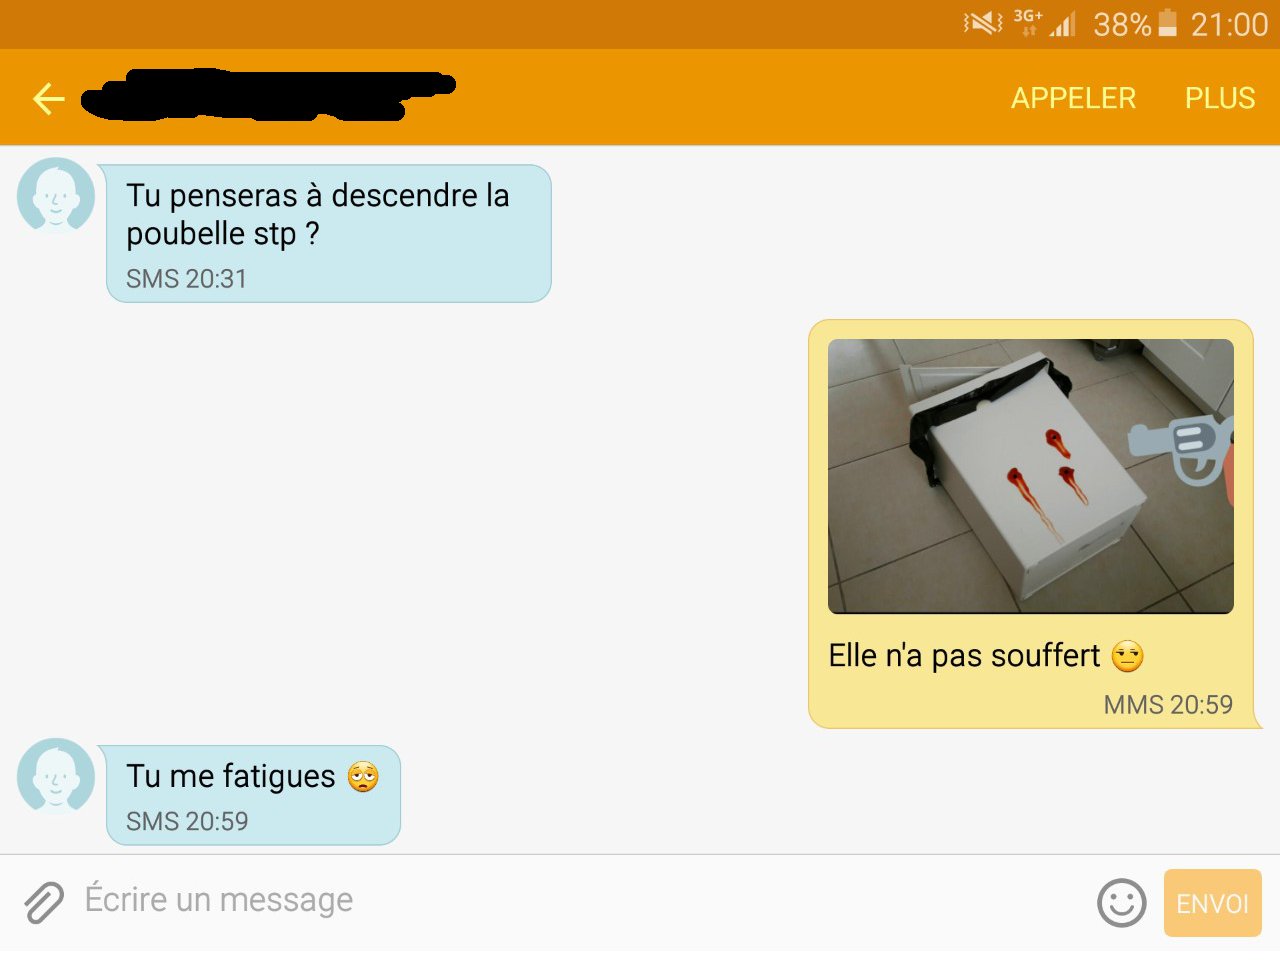 3G+ 38% 21:00
APPELER PLUS
Tu penseras à descendre la
poubelle stp ?
SMS 20:31
Elle n'a pas souffert 😒
MMS 20:59
Tu me fatigues 😩
SMS 20:59
Écrire un message
ENVOI